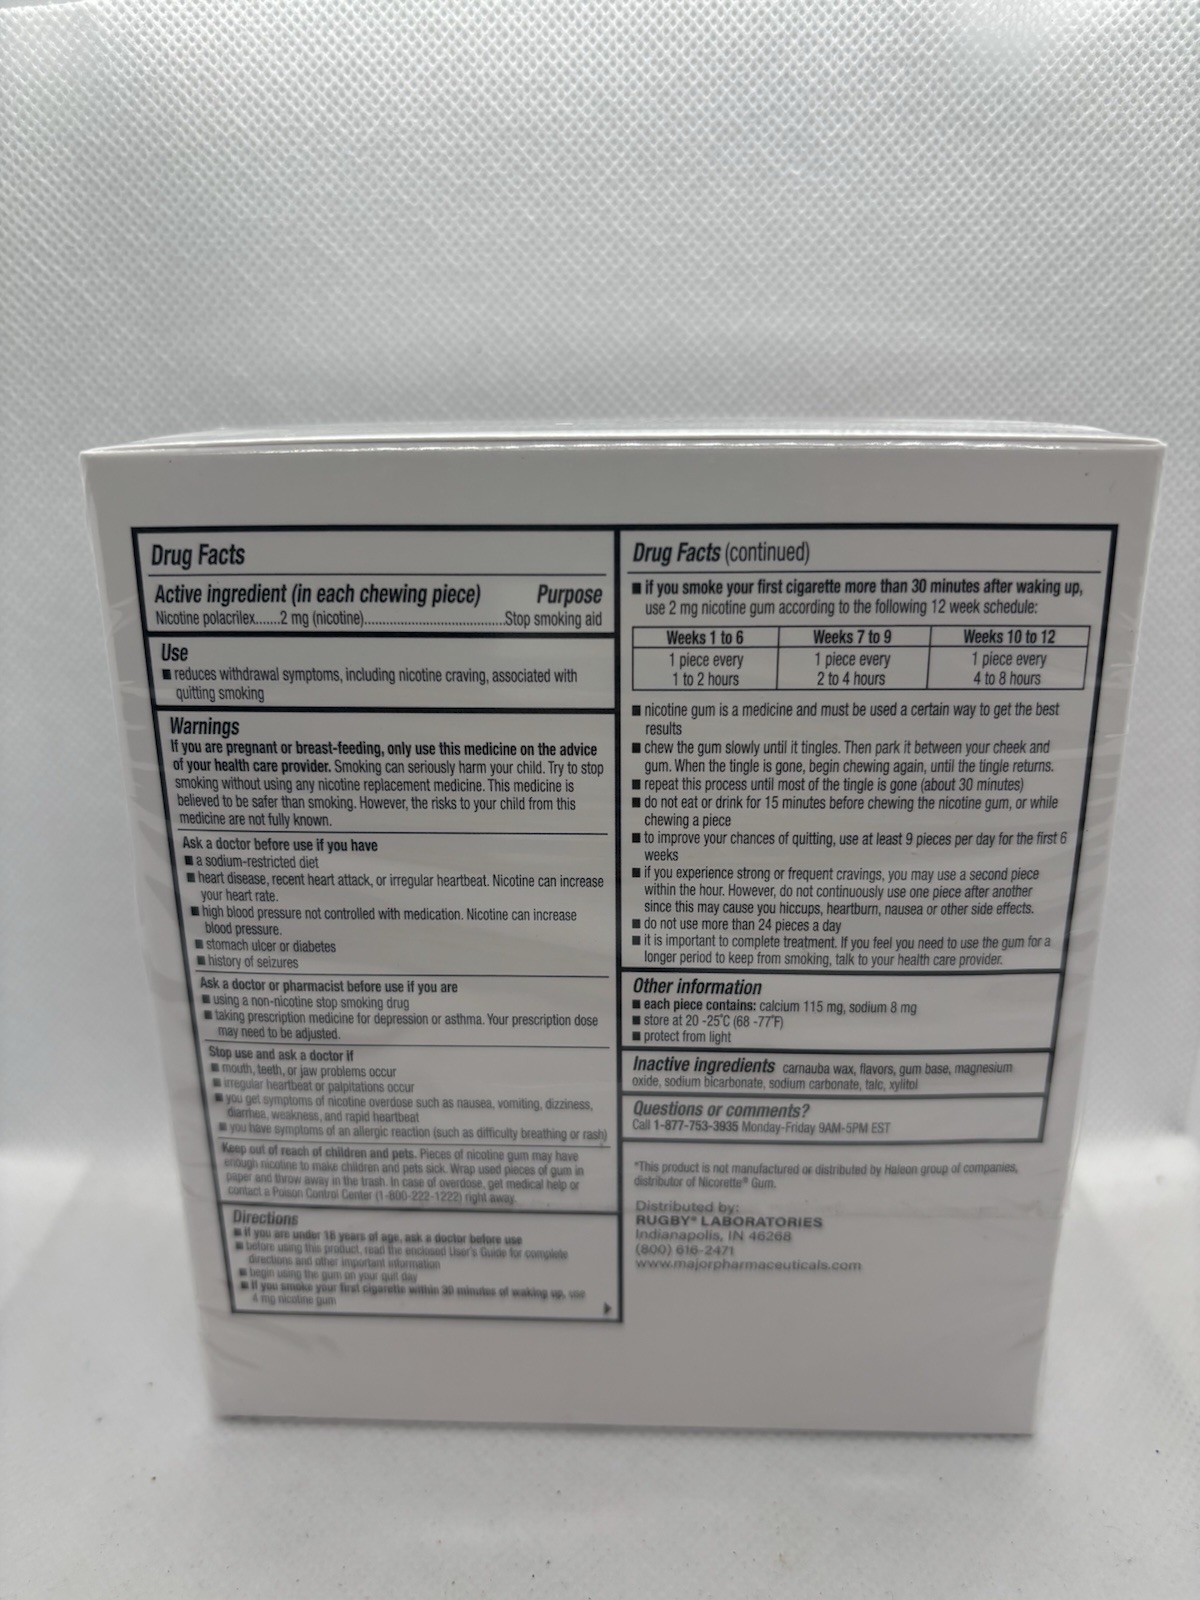 Drug Facts
Active ingredient (in each chewing piece) Purpose
Nicotine polacrilex.......2 mg (nicotine).........................................Stop smoking aid
Use
■ reduces withdrawal symptoms, including nicotine craving, associated with
quitting smoking
Warnings
If you are pregnant or breast-feeding, only use this medicine on the advice
of your health care provider. Smoking can seriously harm your child. Try to stop
smoking without using any nicotine replacement medicine. This medicine is
believed to be safer than smoking. However, the risks to your child from this
medicine are not fully known.
Ask a doctor before use if you have
■ a sodium-restricted diet
■ heart disease, recent heart attack, or irregular heartbeat. Nicotine can increase
your heart rate.
■ high blood pressure not controlled with medication. Nicotine can increase
blood pressure.
■ stomach ulcer or diabetes
■ history of seizures
Ask a doctor or pharmacist before use if you are
■ using a non-nicotine stop smoking drug
■ taking prescription medicine for depression or asthma. Your prescription dose
may need to be adjusted.
Stop use and ask a doctor if
■ mouth, teeth, or jaw problems occur
■ irregular heartbeat or palpitations occur
■ you get symptoms of nicotine overdose such as nausea, vomiting, dizziness,
diarrhea, weakness, and rapid heartbeat
■ you have symptoms of an allergic reaction (such as difficulty breathing or rash)
Keep out of reach of children and pets. Pieces of nicotine gum may have
enough nicotine to make children and pets sick. Wrap used pieces of gum in
paper and throw away in the trash. In case of overdose, get medical help or
contact a Poison Control Center (1-800-222-1222) right away.
Directions
■ if you are under 18 years of age, ask a doctor before use
■ before using this product, read the enclosed User's Guide for complete
directions and other important information
■ begin using the gum on your quit day
■ if you smoke your first cigarette within 30 minutes of waking up, use
4 mg nicotine gum
Drug Facts (continued)
■ if you smoke your first cigarette more than 30 minutes after waking up,
use 2 mg nicotine gum according to the following 12 week schedule:
Weeks 1 to 6 Weeks 7 to 9 Weeks 10 to 12
1 piece every 1 piece every 1 piece every
1 to 2 hours 2 to 4 hours 4 to 8 hours
■ nicotine gum is a medicine and must be used a certain way to get the best
results
■ chew the gum slowly until it tingles. Then park it between your cheek and
gum. When the tingle is gone, begin chewing again, until the tingle returns.
■ repeat this process until most of the tingle is gone (about 30 minutes)
■ do not eat or drink for 15 minutes before chewing the nicotine gum, or while
chewing a piece
■ to improve your chances of quitting, use at least 9 pieces per day for the first 6
weeks
■ if you experience strong or frequent cravings, you may use a second piece
within the hour. However, do not continuously use one piece after another
since this may cause you hiccups, heartburn, nausea or other side effects.
■ do not use more than 24 pieces a day
■ it is important to complete treatment. If you feel you need to use the gum for a
longer period to keep from smoking, talk to your health care provider.
Other information
■ each piece contains: calcium 115 mg, sodium 8 mg
■ store at 20 -25°C (68 -77°F)
■ protect from light
Inactive ingredients carnauba wax, flavors, gum base, magnesium
oxide, sodium bicarbonate, sodium carbonate, talc, xylitol
Questions or comments?
Call 1-877-753-3935 Monday-Friday 9AM-5PM EST
*This product is not manufactured or distributed by Haleon group of companies,
distributor of Nicorette® Gum.
Distributed by:
RUGBY® LABORATORIES
Indianapolis, IN 46268
(800) 616-2471
www.majorpharmaceuticals.com